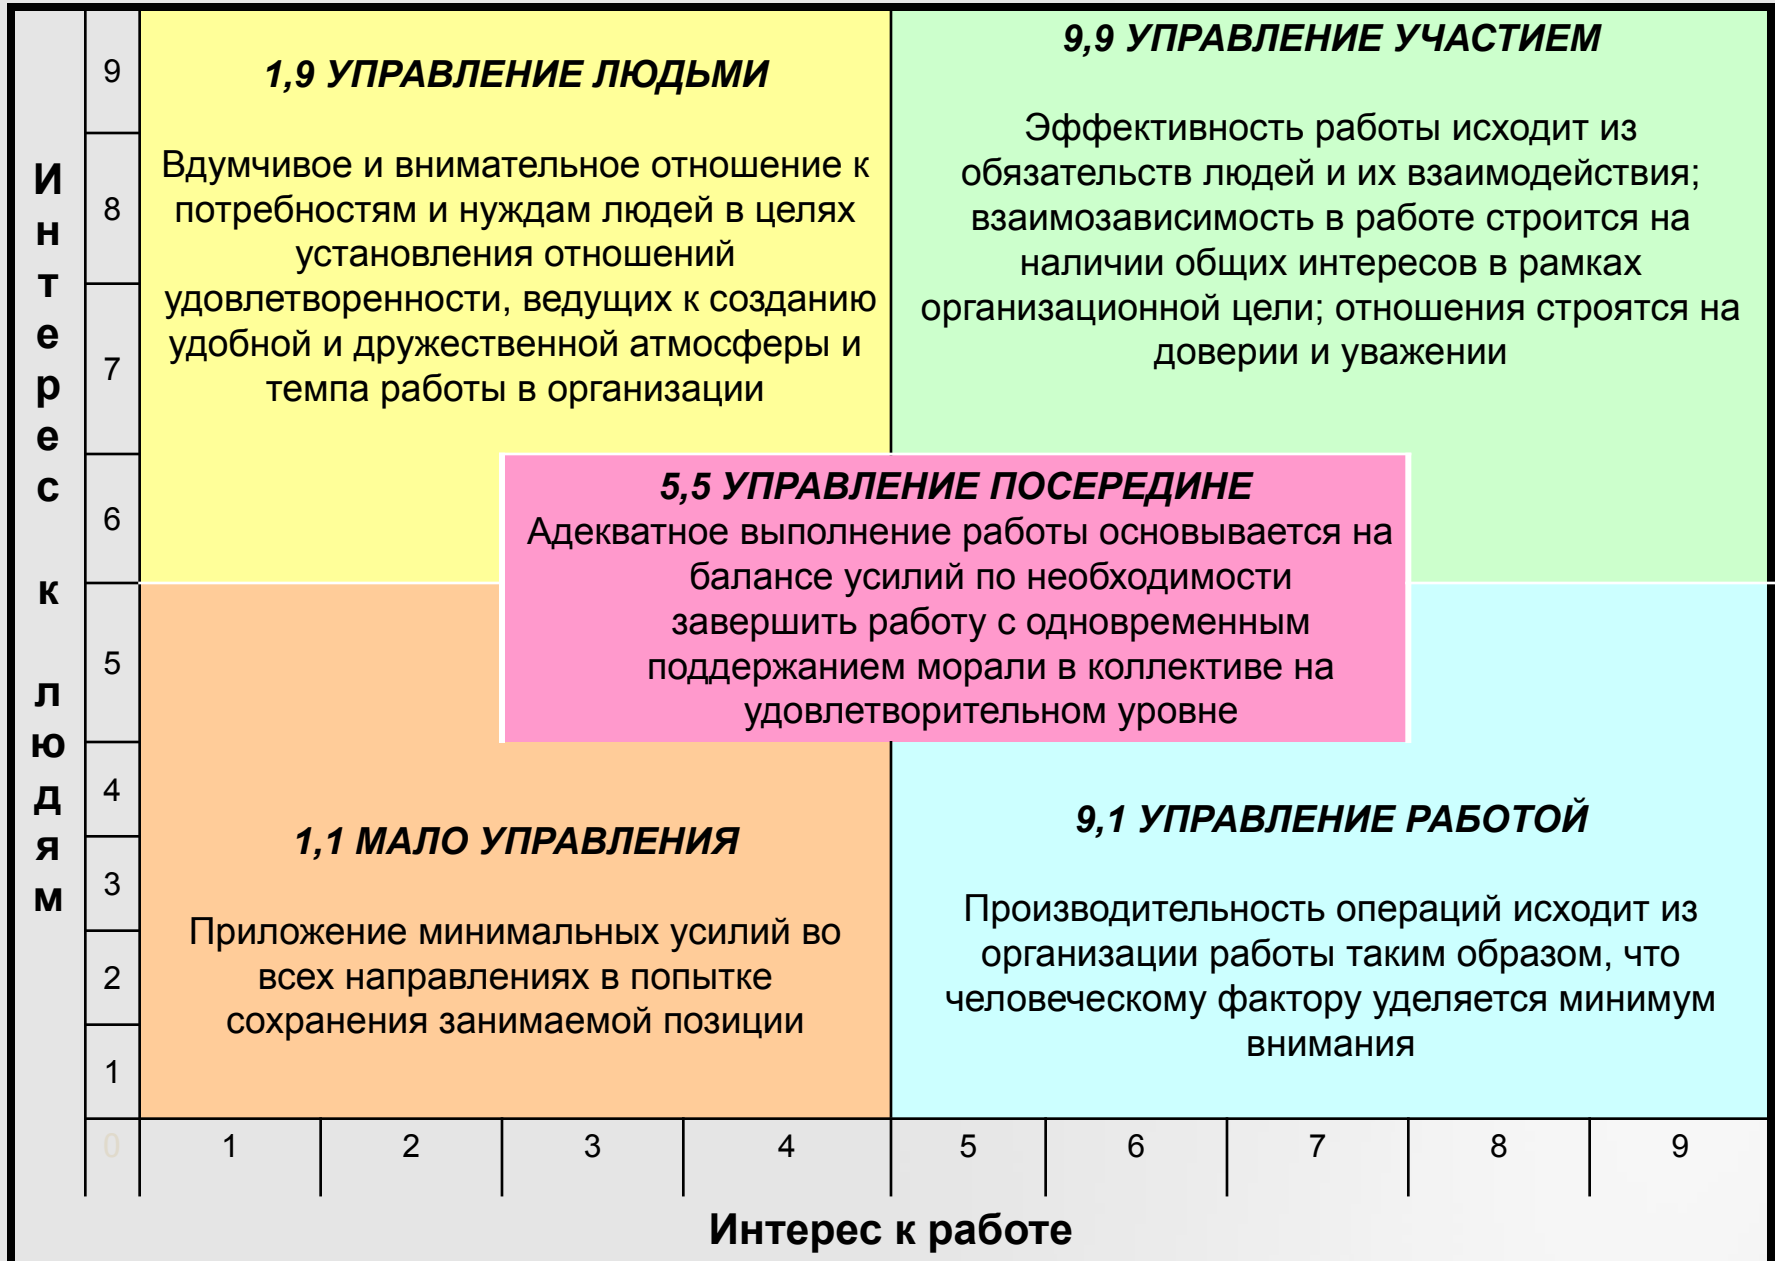 Интерес к людям
9
8
7
6
5
4
3
2
1
1,9 УПРАВЛЕНИЕ ЛЮДЬМИ
Вдумчивое и внимательное отношение к
потребностям и нуждам людей в целях
установления отношений
удовлетворенности, ведущих к созданию
удобной и дружественной атмосферы и
темпа работы в организации
9,9 УПРАВЛЕНИЕ УЧАСТИЕМ
Эффективность работы исходит из
обязательств людей и их взаимодействия;
взаимозависимость в работе строится на
наличии общих интересов в рамках
организационной цели; отношения строятся на
доверии и уважении
5,5 УПРАВЛЕНИЕ ПОСЕРЕДИНЕ
Адекватное выполнение работы основывается на
балансе усилий по необходимости
завершить работу с одновременным
поддержанием морали в коллективе на
удовлетворительном уровне
1,1 МАЛО УПРАВЛЕНИЯ
Приложение минимальных усилий во
всех направлениях в попытке
сохранения занимаемой позиции
9,1 УПРАВЛЕНИЕ РАБОТОЙ
Производительность операций исходит из
организации работы таким образом, что
человеческому фактору уделяется минимум
внимания
0 1 2 3 4 5 6 7 8 9
Интерес к работе